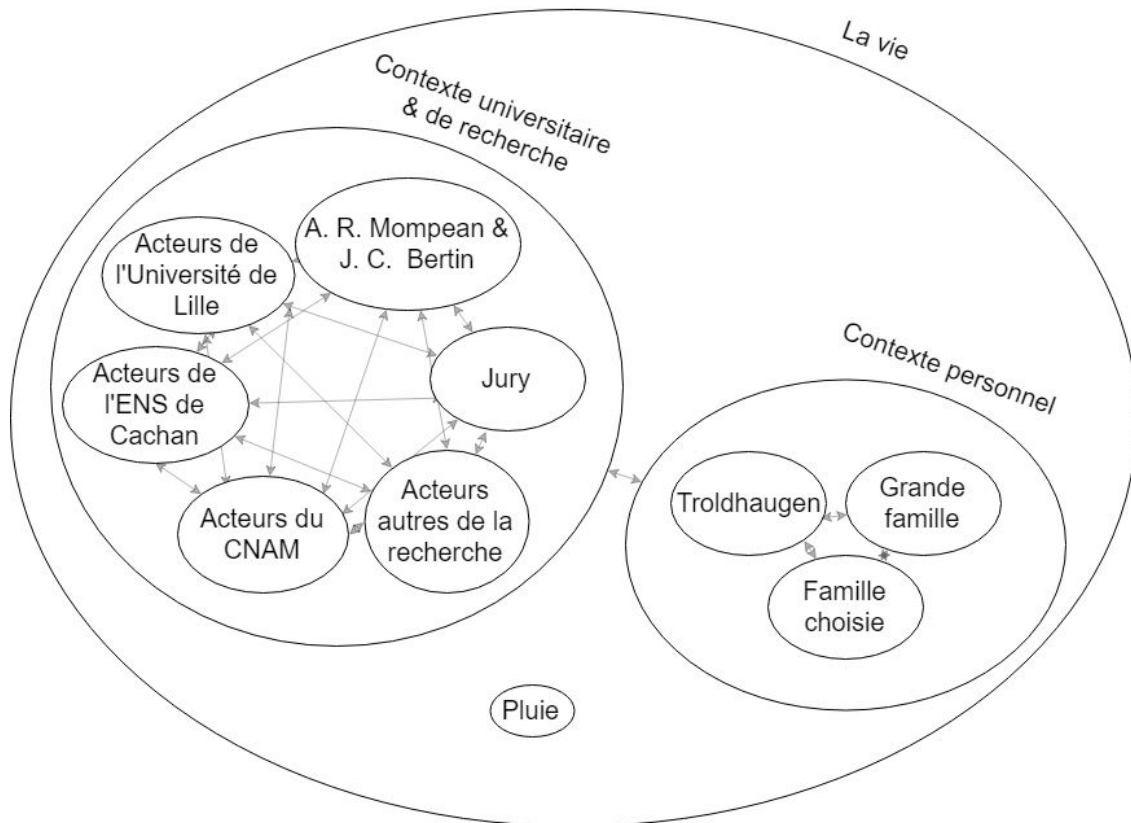 La vie
Contexte universitaire
& de recherche
A. R. Mompean &
J. C. Bertin
Acteurs de
l'Université de
Lille
Jury
Acteurs de
l'ENS de
Cachan
Acteurs du
CNAM
Acteurs
autres de la
recherche
Contexte personnel
Troldhaugen
Grande
famille
Famille
choisie
Pluie